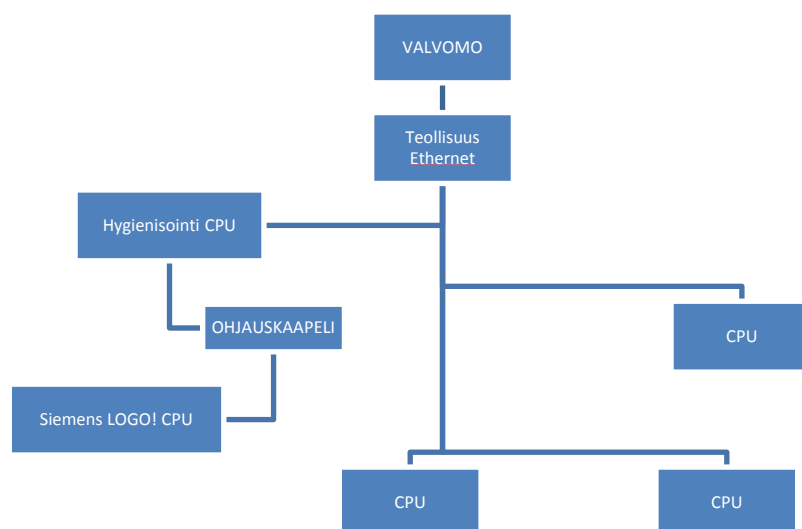 VALVOMO
Teollisuus
Ethernet
Hygienisointi CPU
OHJAUSKAAPELI
CPU
Siemens LOGO! CPU
CPU
CPU